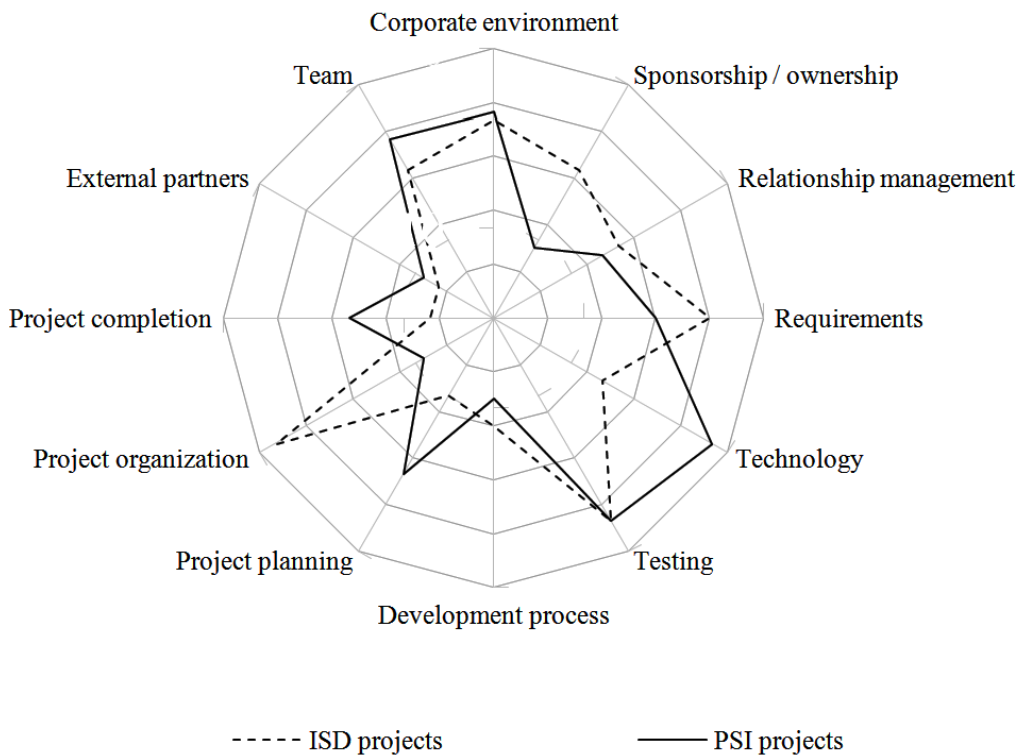 Corporate environment
Team
Sponsorship / ownership
External partners
Relationship management
Project completion
Requirements
Project organization
Technology
Project planning
Testing
Development process
ISD projects
PSI projects